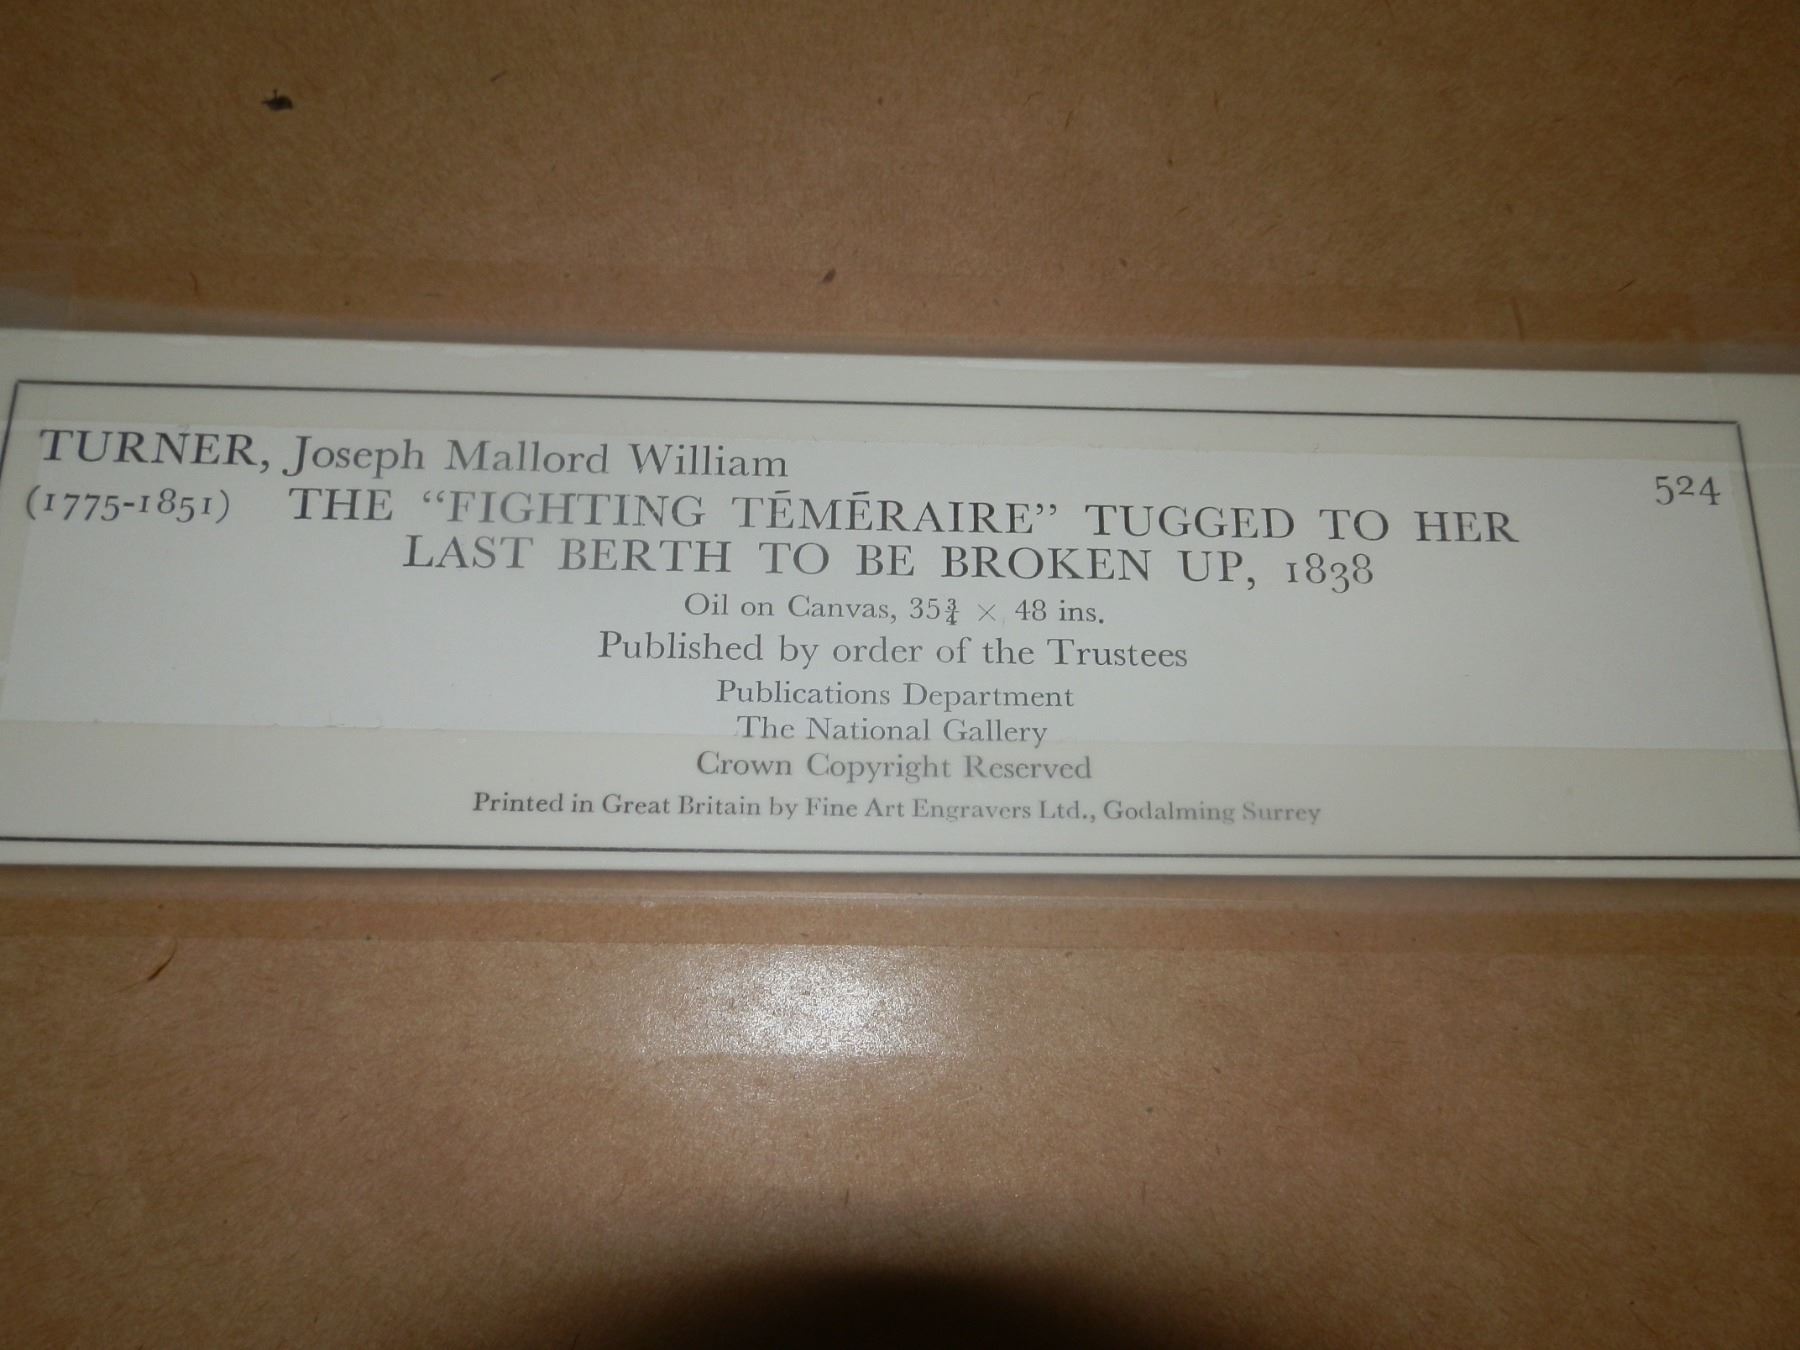 TURNER, Joseph Mallord William
524
(1775-1851) THE “FIGHTING TĒMĒRAIRE” TUGGED TO HER
LAST BERTH TO BE BROKEN UP, 1838
Oil on Canvas, 35¾ × 48 ins.
Published by order of the Trustees
Publications Department
The National Gallery
Crown Copyright Reserved
Printed in Great Britain by Fine Art Engravers Ltd., Godalming Surrey